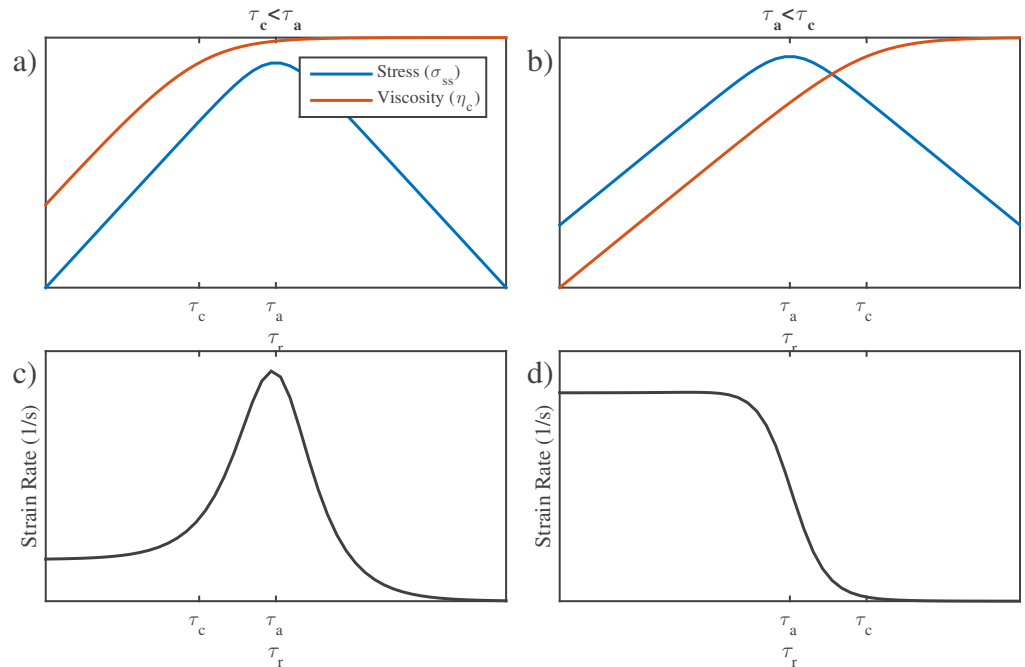 τc<τa
τa<τc
a)
Stress (σss)
Viscosity (ηc)
b)
τc
τa
τr
τa
τc
τr
c)
Strain Rate (1/s)
τc
τa
τr
d)
Strain Rate (1/s)
τa
τc
τr